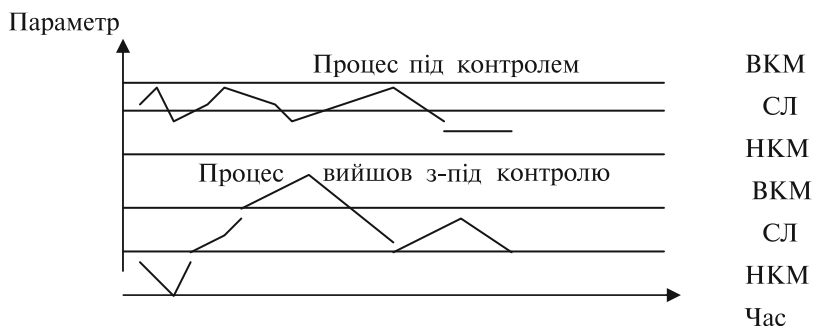 Параметр
Процес під контролем
ВКМ
СЛ
НКМ
Процес вийшов з-під контролю
ВКМ
СЛ
НКМ
Час